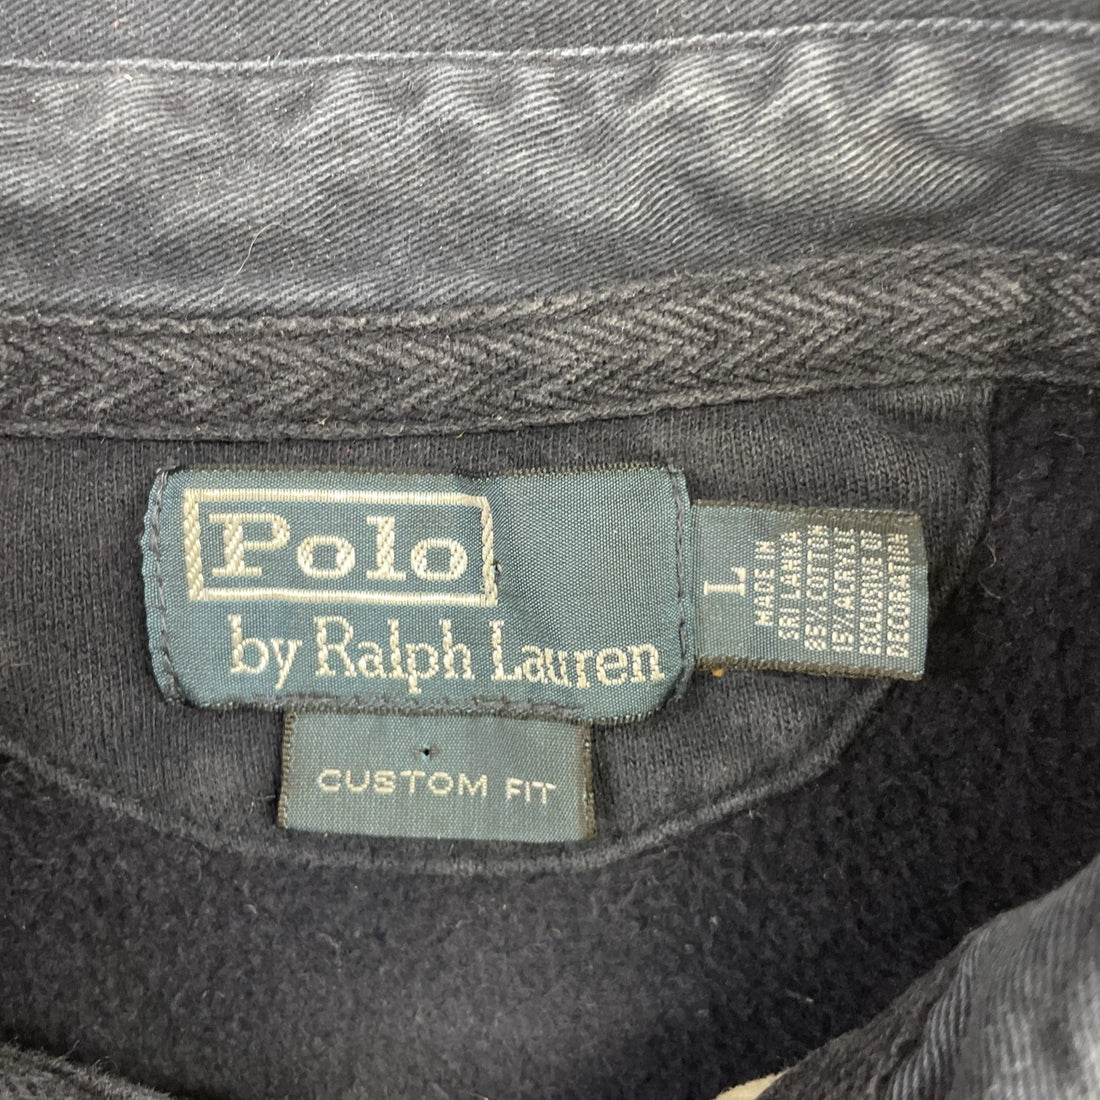 Polo
by Ralph Lauren
CUSTOM FIT
L
MADE IN
SRI LANKA
85% COTTON
15% ACRYLIC
EXCLUSIVE OF
DECORATION